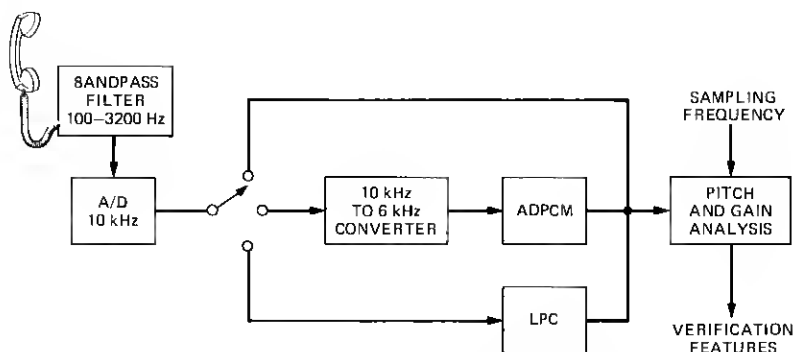 BANDPASS
FILTER
100–3200 Hz
A/D
10 kHz
10 kHz
TO 6 kHz
CONVERTER
ADPCM
LPC
SAMPLING
FREQUENCY
PITCH
AND GAIN
ANALYSIS
VERIFICATION
FEATURES